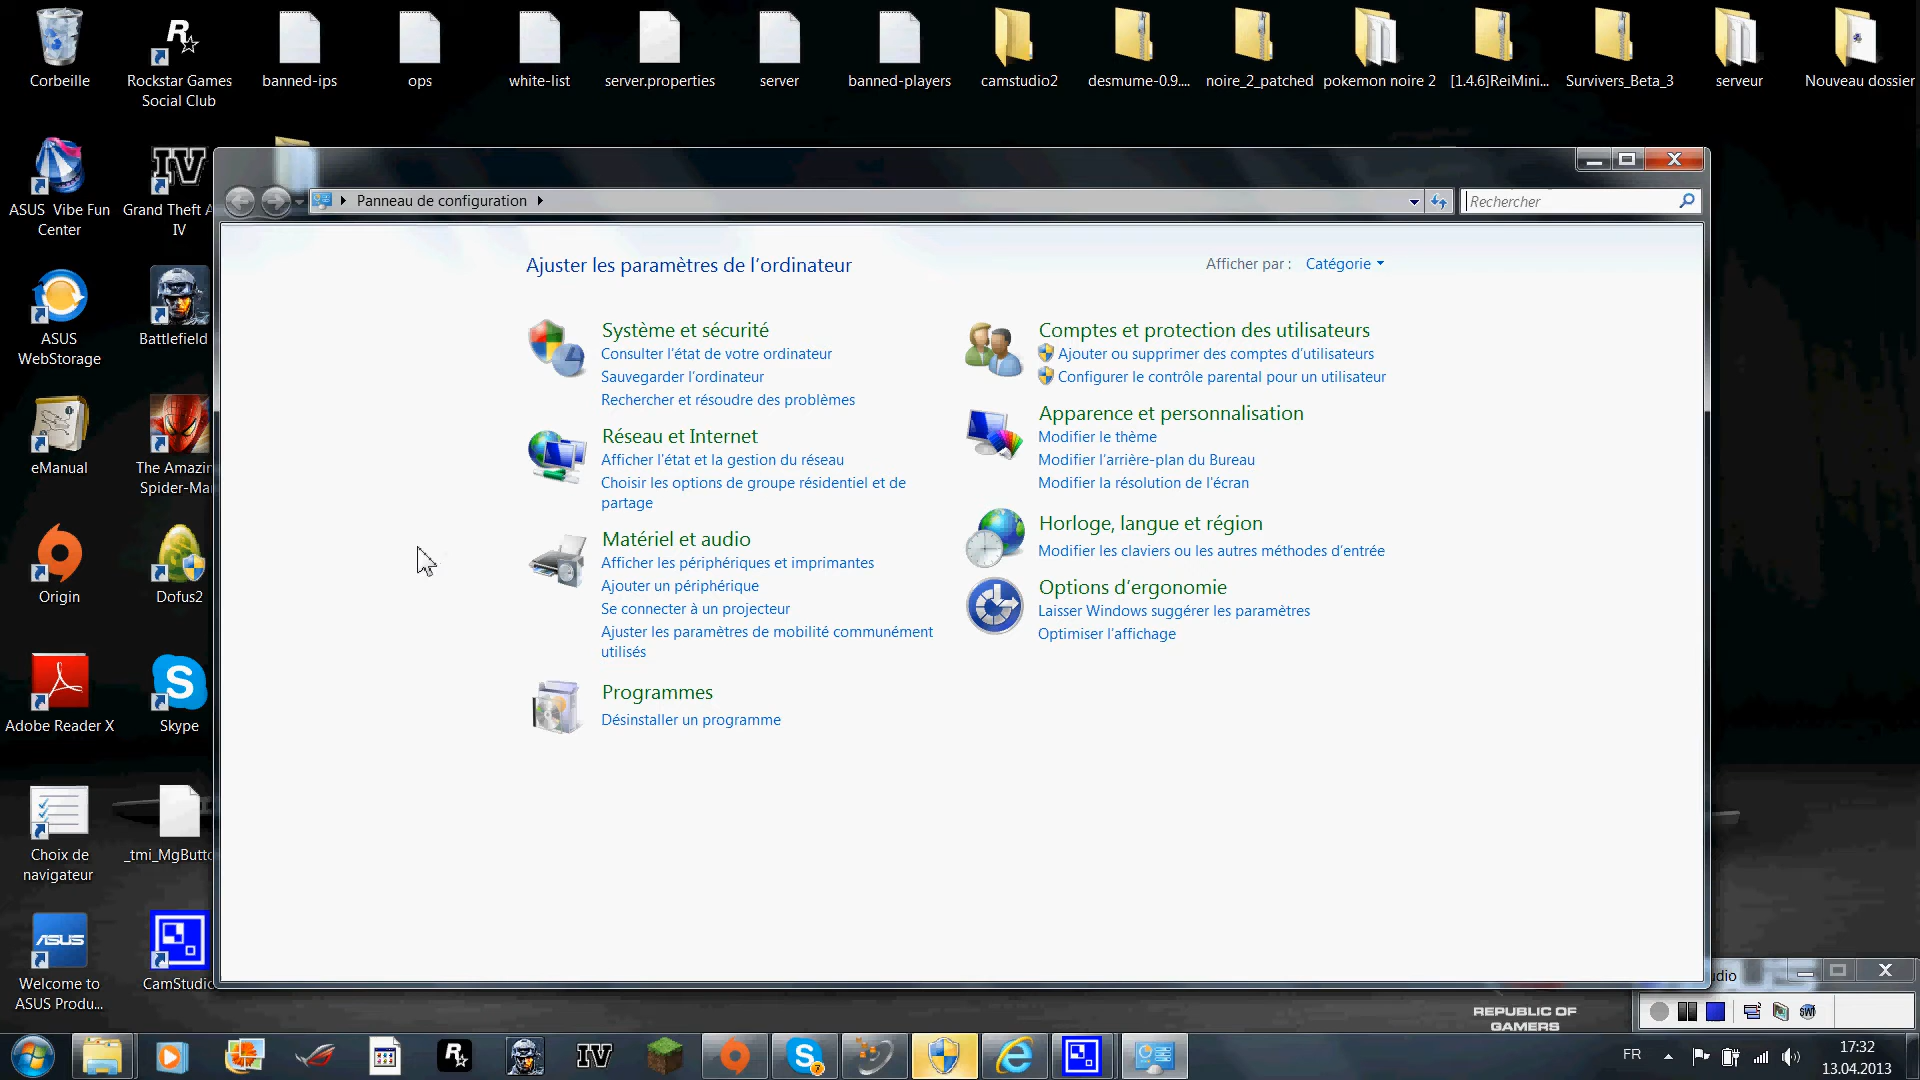 Corbeille
Rockstar Games
Social Club
banned-ips
ops
white-list
server.properties
server
banned-players
camstudio2
desmume-0.9....
noire_2_patched
pokemon noire 2
[1.4.6]ReiMini...
Survivers_Beta_3
serveur
Nouveau dossier
ASUS Vibe Fun
Center
Grand Theft A
IV
ASUS
WebStorage
Battlefield
eManual
The Amazin
Spider-Ma
Origin
Dofus2
Adobe Reader X
Skype
Choix de
navigateur
_tmi_MgButto
Welcome to
ASUS Produ...
CamStudio
Panneau de configuration
Rechercher
Ajuster les paramètres de l'ordinateur
Afficher par : Catégorie
Système et sécurité
Consulter l'état de votre ordinateur
Sauvegarder l'ordinateur
Rechercher et résoudre des problèmes
Réseau et Internet
Afficher l'état et la gestion du réseau
Choisir les options de groupe résidentiel et de
partage
Matériel et audio
Afficher les périphériques et imprimantes
Ajouter un périphérique
Se connecter à un projecteur
Ajuster les paramètres de mobilité communément
utilisés
Programmes
Désinstaller un programme
Comptes et protection des utilisateurs
Ajouter ou supprimer des comptes d'utilisateurs
Configurer le contrôle parental pour un utilisateur
Apparence et personnalisation
Modifier le thème
Modifier l'arrière-plan du Bureau
Modifier la résolution de l'écran
Horloge, langue et région
Modifier les claviers ou les autres méthodes d'entrée
Options d'ergonomie
Laisser Windows suggérer les paramètres
Optimiser l'affichage
REPUBLIC OF
GAMERS
FR
17:32
13.04.2013